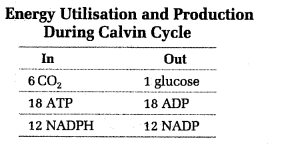 Energy Utilisation and Production
During Calvin Cycle
In Out
6 CO₂ 1 glucose
18 ATP 18 ADP
12 NADPH 12 NADP